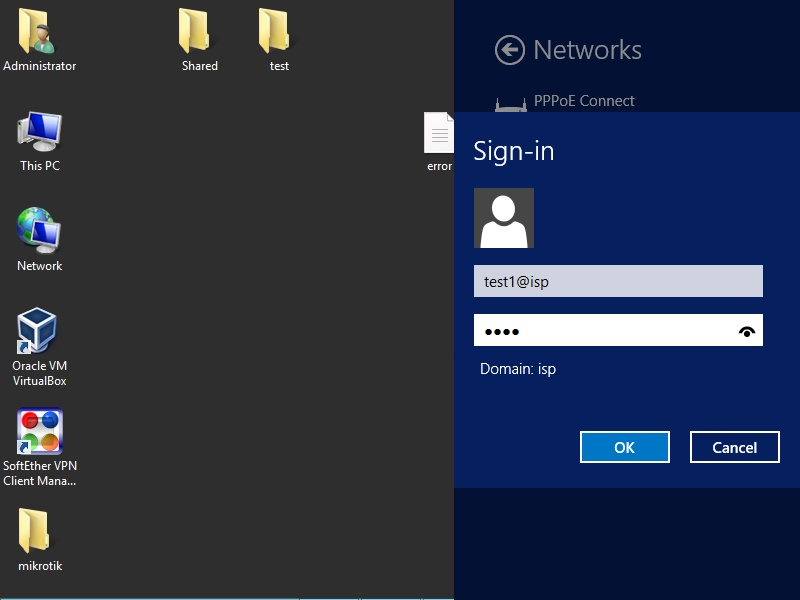 Administrator
Shared
test
This PC
error
Network
Oracle VM
VirtualBox
SoftEther VPN
Client Mana...
mikrotik
Networks
PPPoE Connect
Sign-in
test1@isp
Domain: isp
OK
Cancel